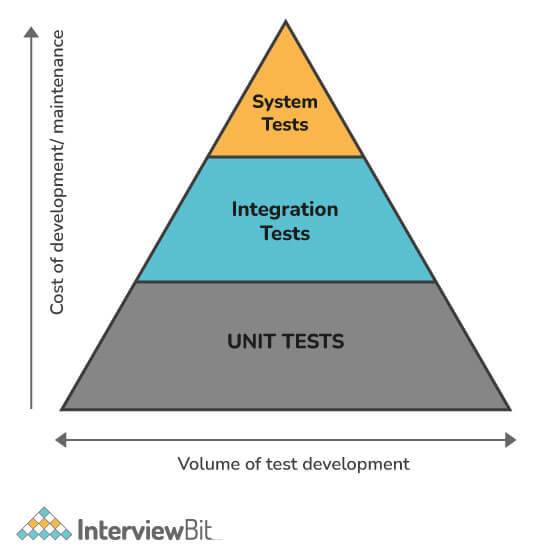 Cost of development/ maintenance
System
Tests
Integration
Tests
UNIT TESTS
Volume of test development
InterviewBit